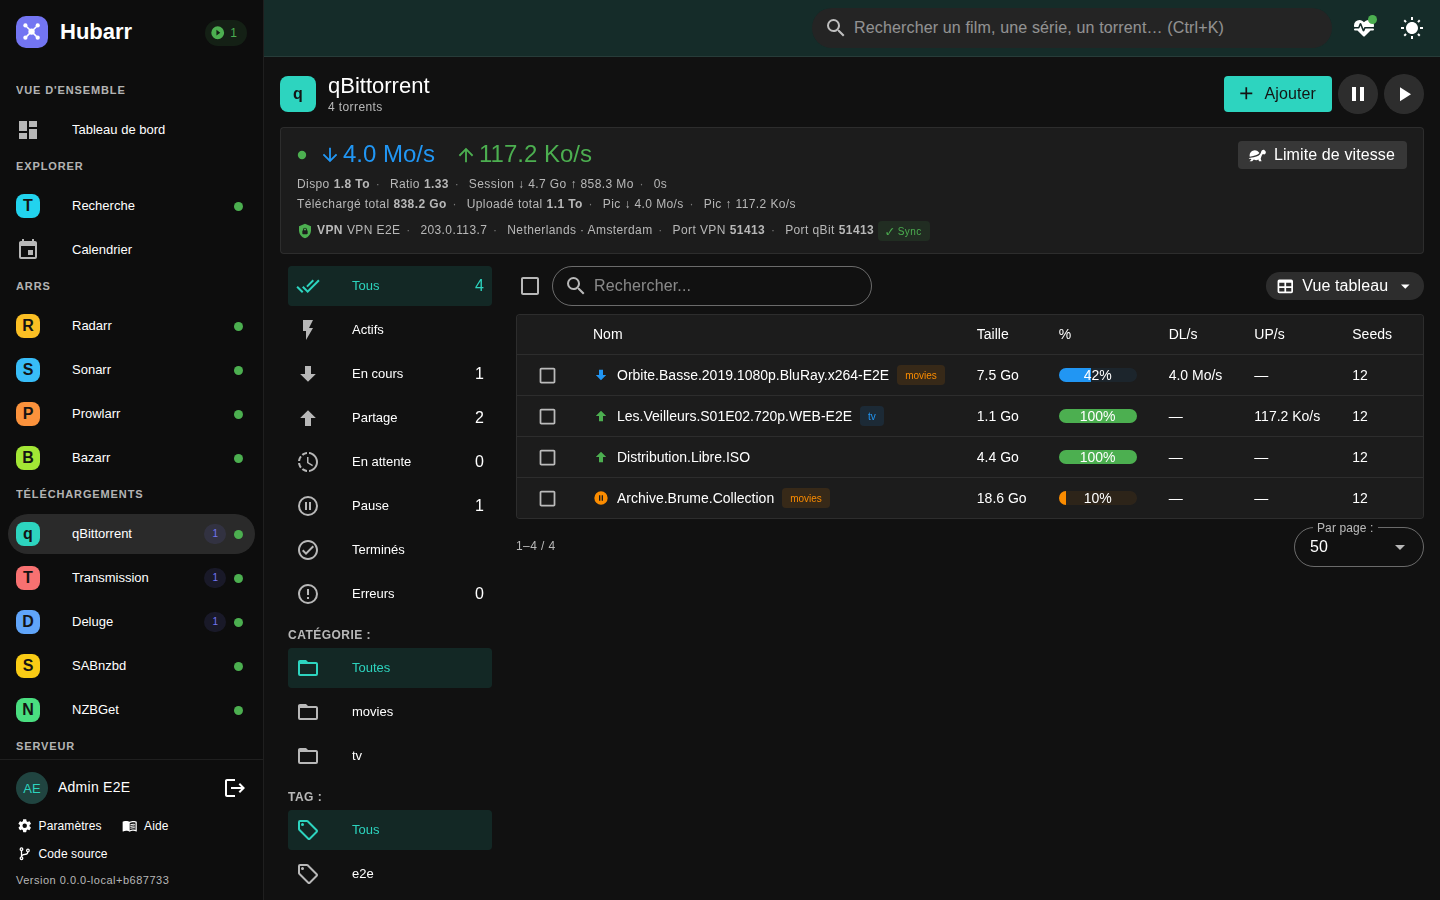 Hubarr
1
Rechercher un film, une série, un torrent… (Ctrl+K)
VUE D'ENSEMBLE
Tableau de bord
EXPLORER
T Recherche
Calendrier
ARRS
R Radarr
S Sonarr
P Prowlarr
B Bazarr
TÉLÉCHARGEMENTS
q qBittorrent 1
T Transmission 1
D Deluge 1
S SABnzbd
N NZBGet
SERVEUR
AE Admin E2E
Paramètres Aide
Code source
Version 0.0.0-local+b687733
q qBittorrent
4 torrents
Ajouter
4.0 Mo/s 117.2 Ko/s
Limite de vitesse
Dispo 1.8 To · Ratio 1.33 · Session ↓ 4.7 Go ↑ 858.3 Mo · 0s
Téléchargé total 838.2 Go · Uploadé total 1.1 To · Pic ↓ 4.0 Mo/s · Pic ↑ 117.2 Ko/s
VPN VPN E2E · 203.0.113.7 · Netherlands · Amsterdam · Port VPN 51413 · Port qBit 51413 ✓ Sync
Tous 4
Actifs
En cours 1
Partage 2
En attente 0
Pause 1
Terminés
Erreurs 0
CATÉGORIE :
Toutes
movies
tv
TAG :
Tous
e2e
Rechercher...
Vue tableau
Nom Taille % DL/s UP/s Seeds
Orbite.Basse.2019.1080p.BluRay.x264-E2E movies 7.5 Go 42% 4.0 Mo/s — 12
Les.Veilleurs.S01E02.720p.WEB-E2E tv 1.1 Go 100% — 117.2 Ko/s 12
Distribution.Libre.ISO 4.4 Go 100% — — 12
Archive.Brume.Collection movies 18.6 Go 10% — — 12
1–4 / 4
Par page :
50